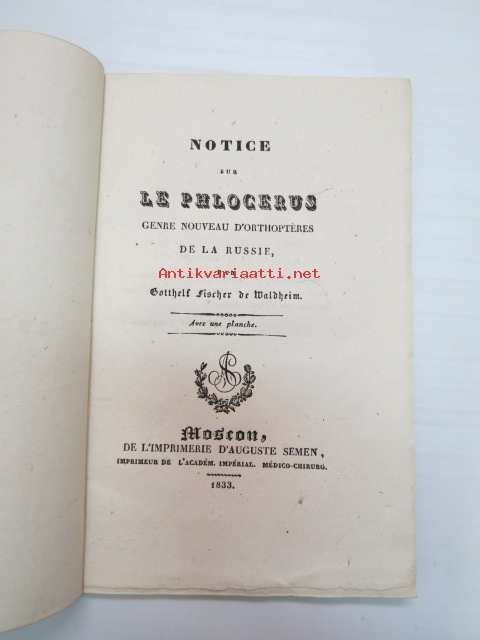 NOTICE
SUR
LE PHLOCERUS
GENRE NOUVEAU D'ORTHOPTÈRES
DE LA RUSSIE,
Antikvariaatti.net
Gotthelf Fischer de Waldheim.
Avec une planche.
Moscou,
DE L'IMPRIMERIE D'AUGUSTE SEMEN,
IMPRIMEUR DE L'ACADÉM. IMPÉRIAL. MÉDICO-CHIRURG.
1833.